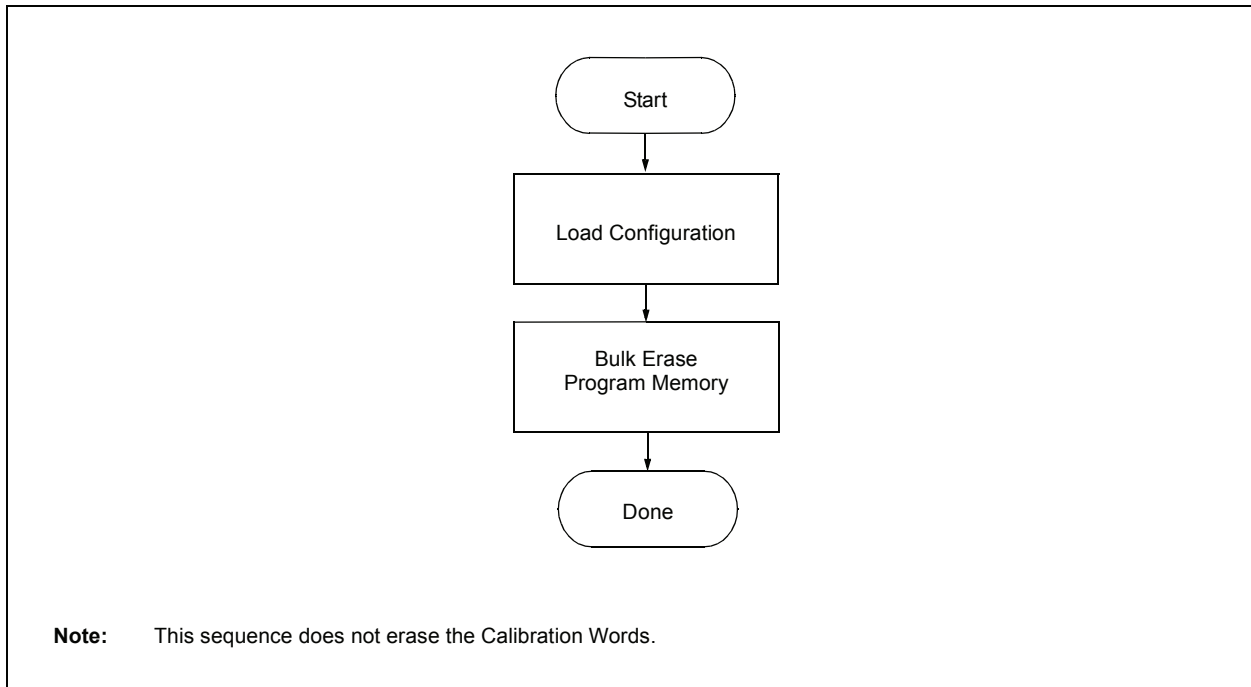 Start
Load Configuration
Bulk Erase
Program Memory
Done
Note: This sequence does not erase the Calibration Words.